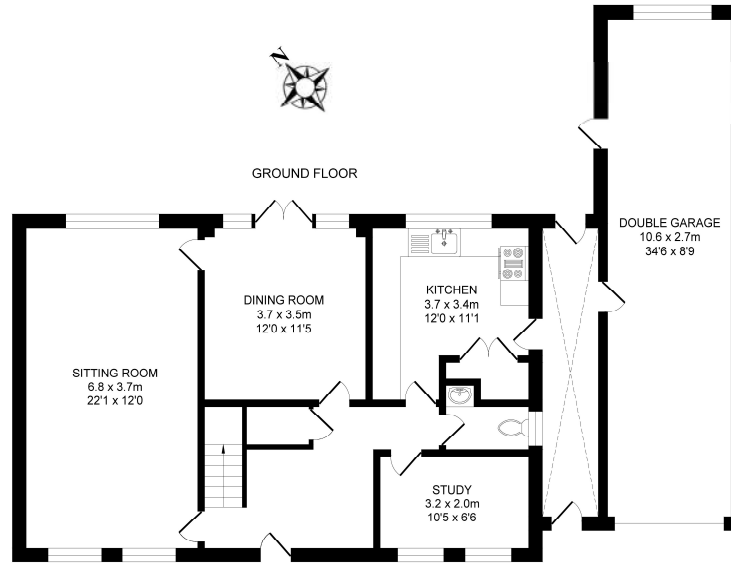 N
GROUND FLOOR
DOUBLE GARAGE
10.6 x 2.7m
34'6 x 8'9
KITCHEN
3.7 x 3.4m
12'0 x 11'1
DINING ROOM
3.7 x 3.5m
12'0 x 11'5
SITTING ROOM
6.8 x 3.7m
22'1 x 12'0
STUDY
3.2 x 2.0m
10'5 x 6'6